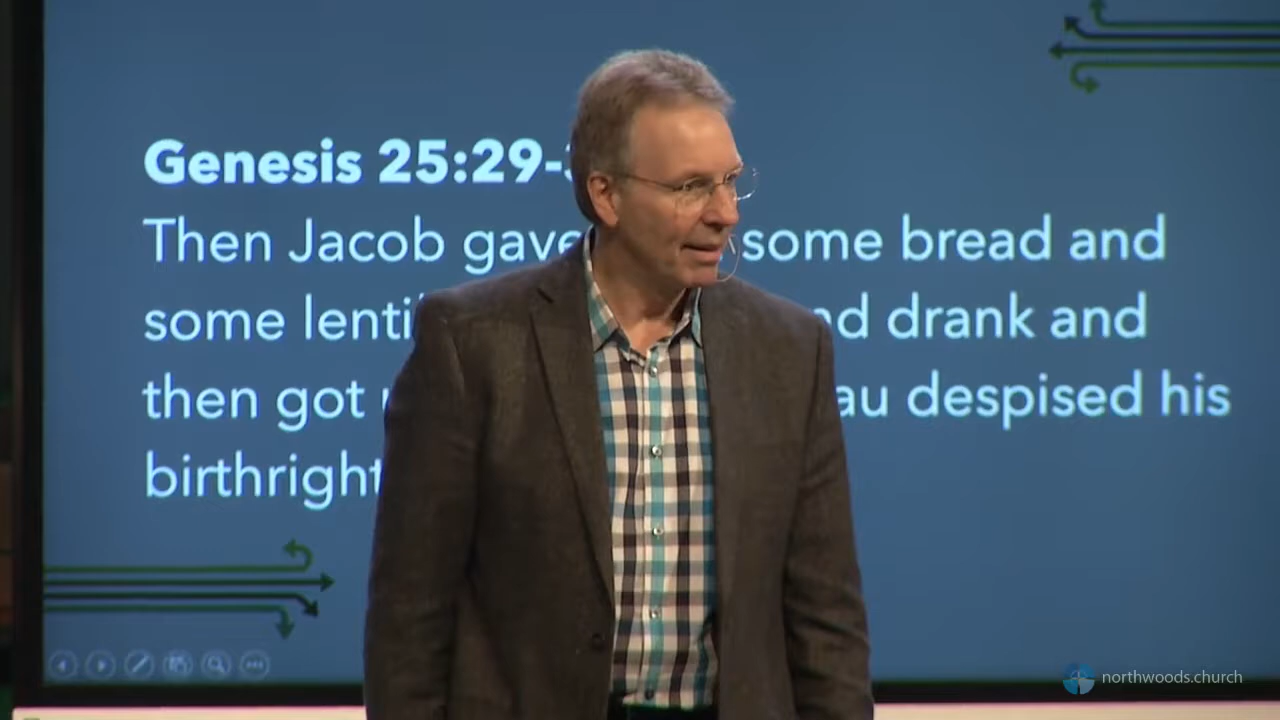 Genesis 25:29-3
Then Jacob gave some bread and
some lenti nd drank and
then got au despised his
birthright
northwoods.church